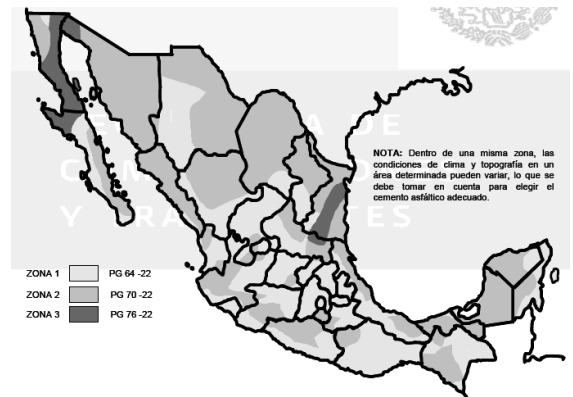 NOTA: Dentro de una misma zona, las
condiciones de clima y topografía en un
área determinada pueden variar, lo que se
debe tomar en cuenta para elegir el
cemento asfáltico adecuado.
ZONA 1 PG 64 -22
ZONA 2 PG 70 -22
ZONA 3 PG 76 -22